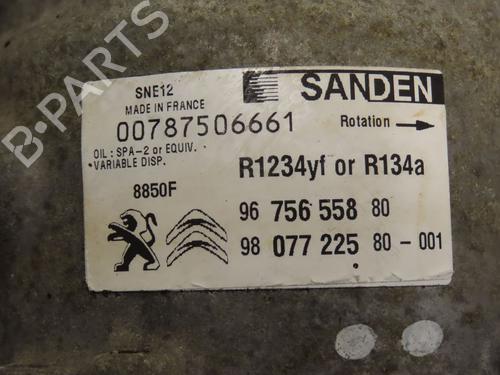 SNE12
MADE IN FRANCE
SANDEN
00787506661
Rotation
OIL : SPA-2 or EQUIV.
*VARIABLE DISP.
R1234yf or R134a
8850F
96 756 558 80
98 077 225 80 - 001
B-PARTS